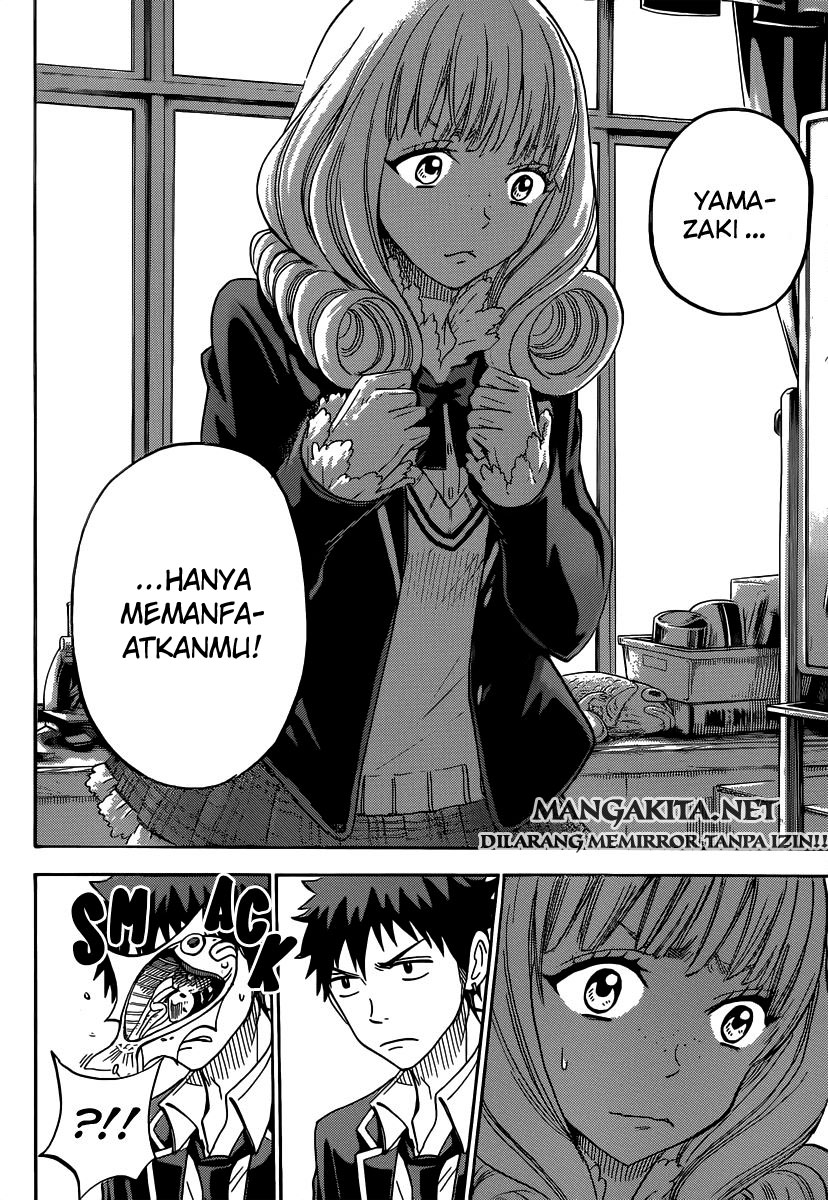 YAMA-
ZAKI ...
...HANYA
MEMANFA-
ATKANMU!
MANGAKITA.NET
DILARANG MEMIRROR TANPA IZIN!!
SMACK
?!!